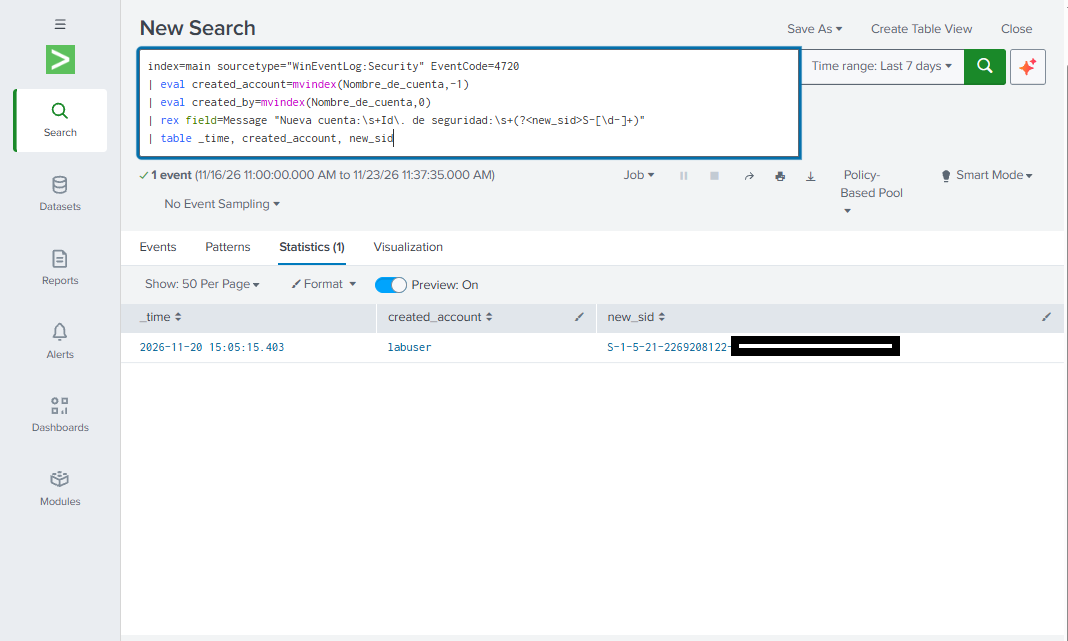 New Search
Save As
Create Table View
Close
index=main sourcetype="WinEventLog:Security" EventCode=4720
| eval created_account=mvindex(Nombre_de_cuenta,-1)
| eval created_by=mvindex(Nombre_de_cuenta,0)
| rex field=Message "Nueva cuenta:\s+Id\. de seguridad:\s+(?<new_sid>S-[\d-]+)"
| table _time, created_account, new_sid
Time range: Last 7 days
1 event (11/16/26 11:00:00.000 AM to 11/23/26 11:37:35.000 AM)
Job
Policy-
Based Pool
Smart Mode
No Event Sampling
Events
Patterns
Statistics (1)
Visualization
Show: 50 Per Page
Format
Preview: On
_time
created_account
new_sid
2026-11-20 15:05:15.403
labuser
S-1-5-21-2269208122-
Search
Datasets
Reports
Alerts
Dashboards
Modules